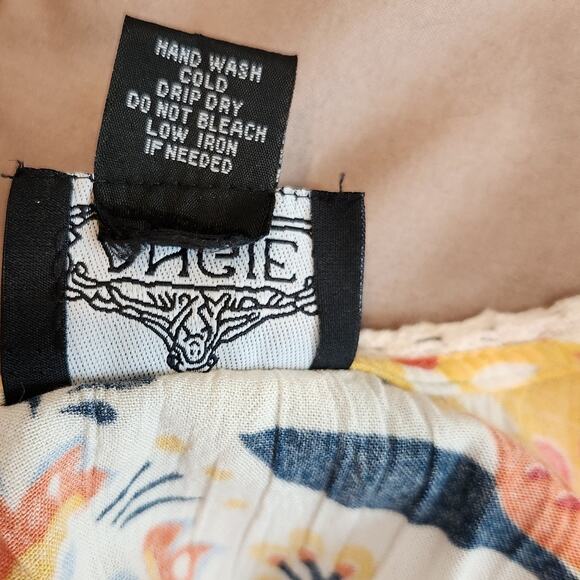 HAND WASH
COLD
DRIP DRY
DO NOT BLEACH
LOW IRON
IF NEEDED